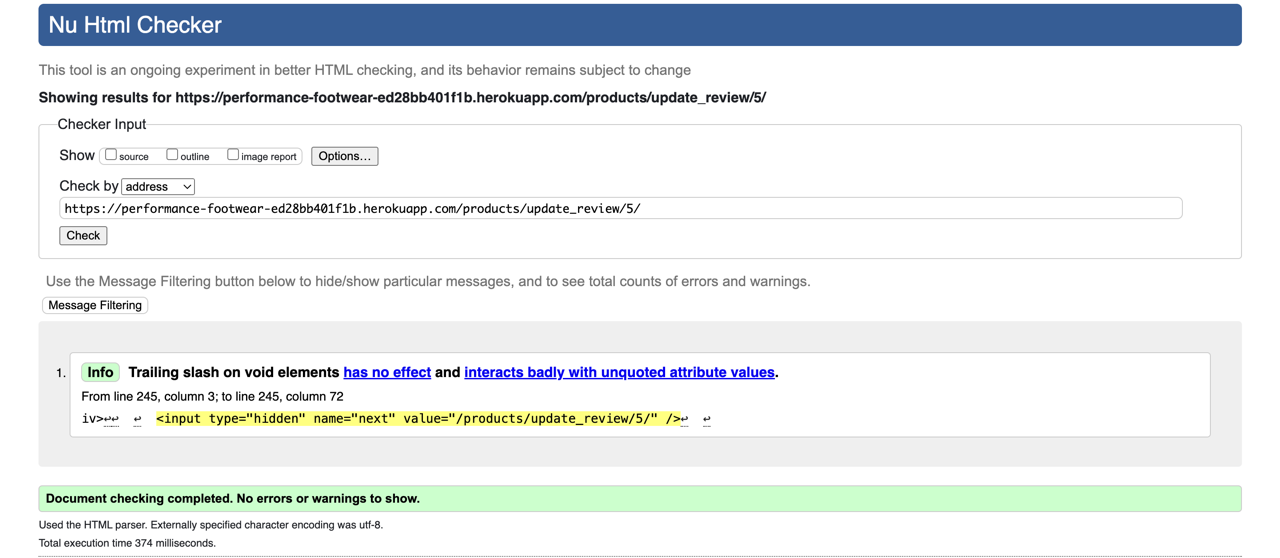 Nu Html Checker
This tool is an ongoing experiment in better HTML checking, and its behavior remains subject to change
Showing results for https://performance-footwear-ed28bb401f1b.herokuapp.com/products/update_review/5/
Checker Input
Show source outline image report Options...
Check by address
https://performance-footwear-ed28bb401f1b.herokuapp.com/products/update_review/5/
Check
Use the Message Filtering button below to hide/show particular messages, and to see total counts of errors and warnings.
Message Filtering
1. Info Trailing slash on void elements has no effect and interacts badly with unquoted attribute values.
From line 245, column 3; to line 245, column 72
iv>↩↩ ↩ <input type="hidden" name="next" value="/products/update_review/5/" />↩ ↩
Document checking completed. No errors or warnings to show.
Used the HTML parser. Externally specified character encoding was utf-8.
Total execution time 374 milliseconds.